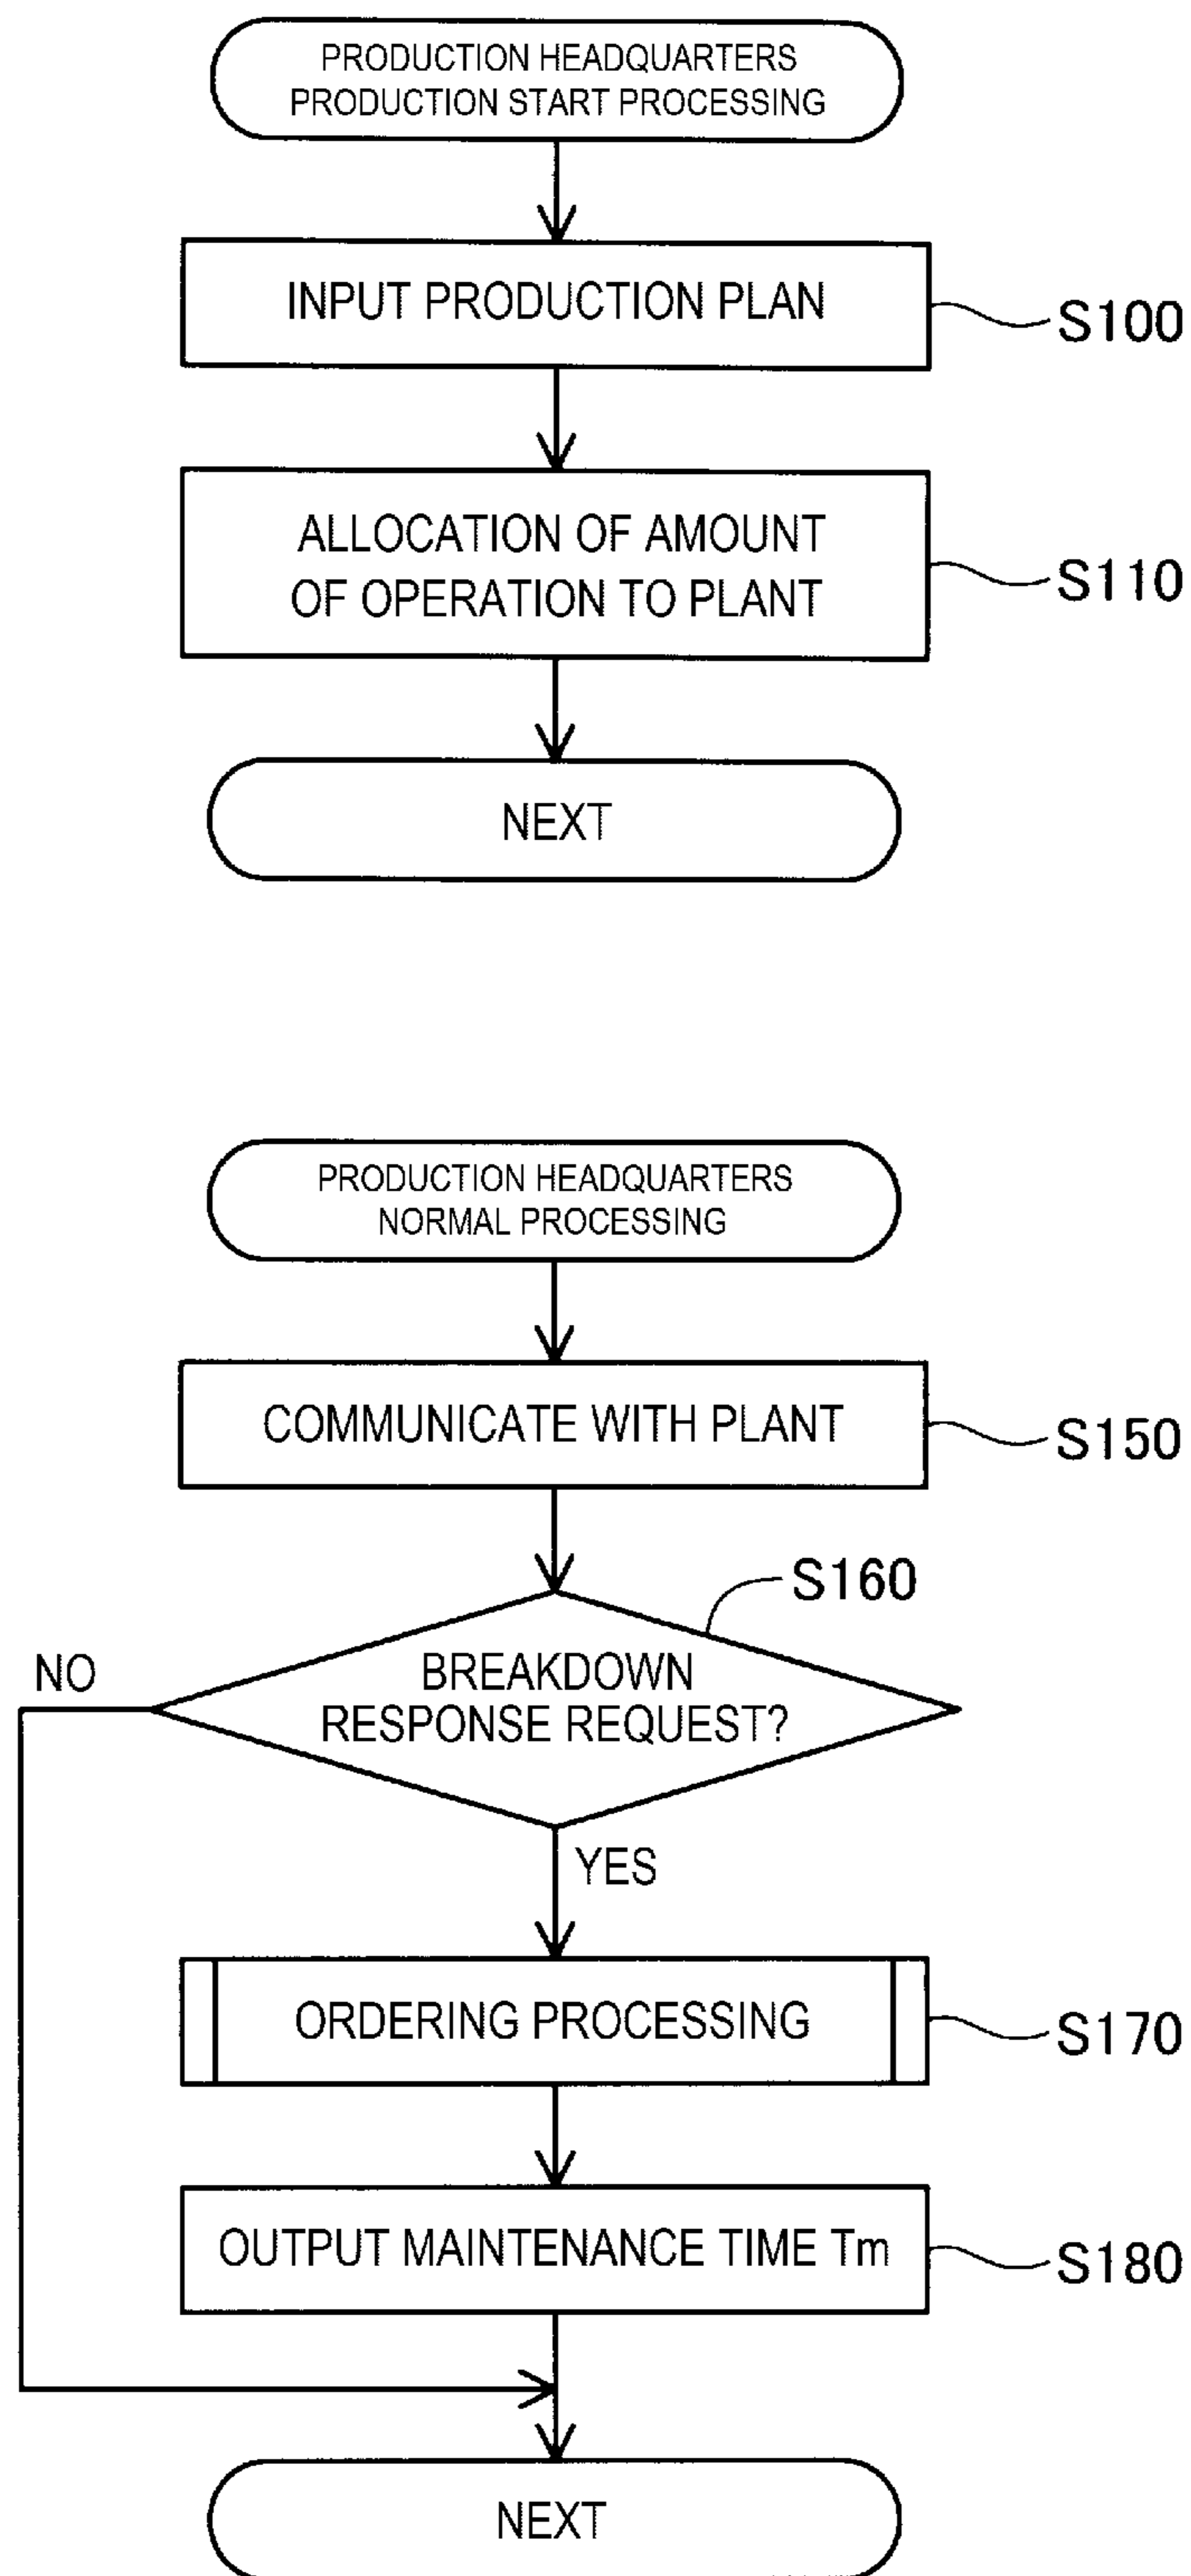 PRODUCTION HEADQUARTERS
PRODUCTION START PROCESSING
INPUT PRODUCTION PLAN
S100
ALLOCATION OF AMOUNT
OF OPERATION TO PLANT
S110
NEXT
PRODUCTION HEADQUARTERS
NORMAL PROCESSING
COMMUNICATE WITH PLANT
S150
S160
NO
BREAKDOWN
RESPONSE REQUEST?
YES
ORDERING PROCESSING
S170
OUTPUT MAINTENANCE TIME Tm
S180
NEXT